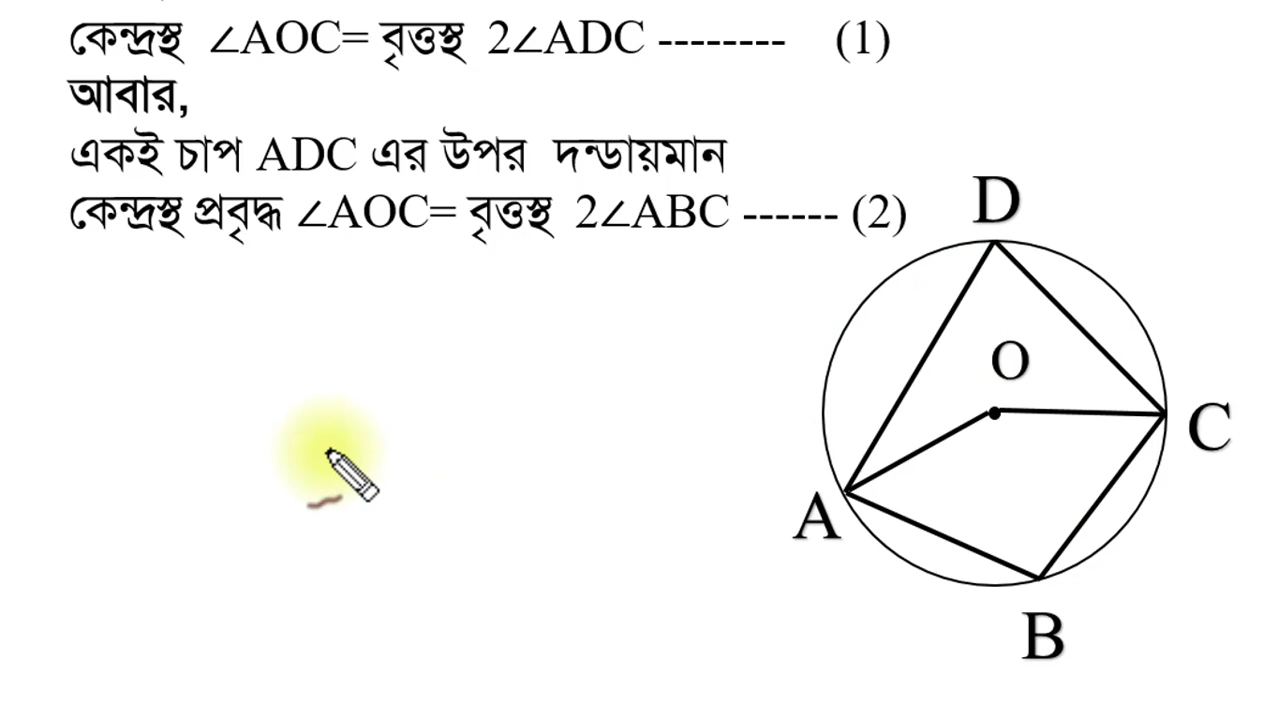 কেন্দ্রস্থ ∠AOC= বৃত্তস্থ 2∠ADC -------- (1)
আবার,
একই চাপ ADC এর উপর দন্ডায়মান
কেন্দ্রস্থ প্রবৃদ্ধ ∠AOC= বৃত্তস্থ 2∠ABC ------ (2)
D
O
C
A
B